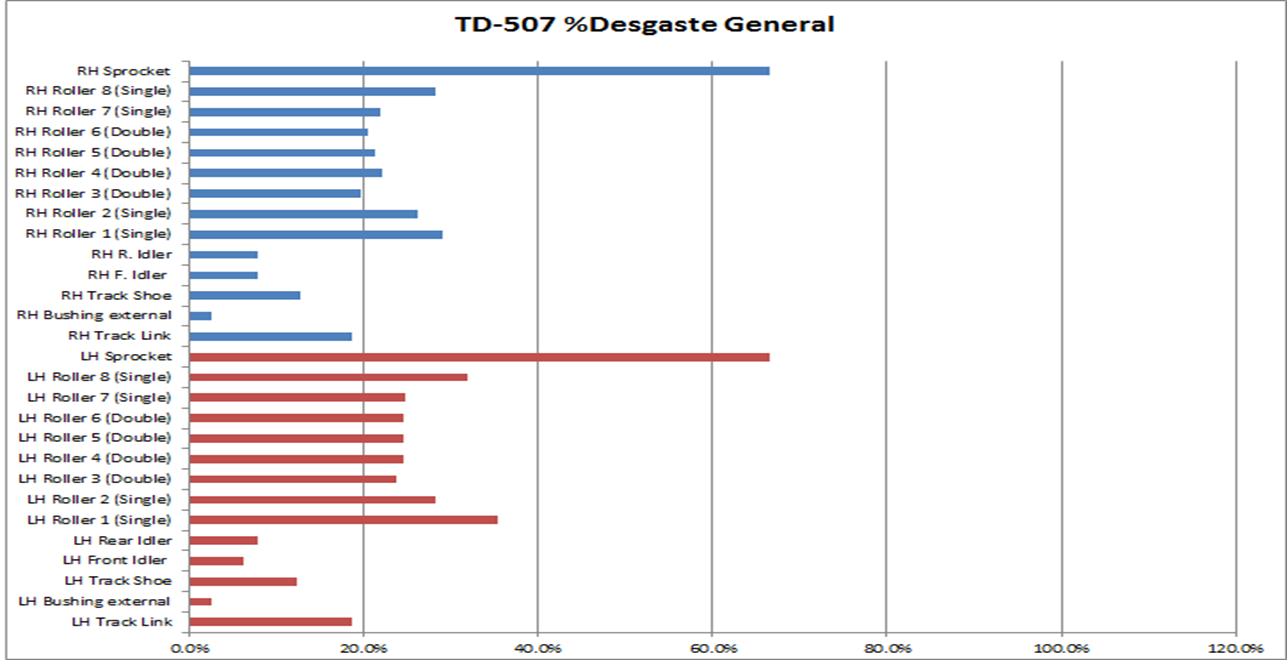 TD-507 %Desgaste General
RH Sprocket
RH Roller 8 (Single)
RH Roller 7 (Single)
RH Roller 6 (Double)
RH Roller 5 (Double)
RH Roller 4 (Double)
RH Roller 3 (Double)
RH Roller 2 (Single)
RH Roller 1 (Single)
RH R. Idler
RH F. Idler
RH Track Shoe
RH Bushing external
RH Track Link
LH Sprocket
LH Roller 8 (Single)
LH Roller 7 (Single)
LH Roller 6 (Double)
LH Roller 5 (Double)
LH Roller 4 (Double)
LH Roller 3 (Double)
LH Roller 2 (Single)
LH Roller 1 (Single)
LH Rear Idler
LH Front Idler
LH Track Shoe
LH Bushing external
LH Track Link
0.0% 20.0% 40.0% 60.0% 80.0% 100.0% 120.0%